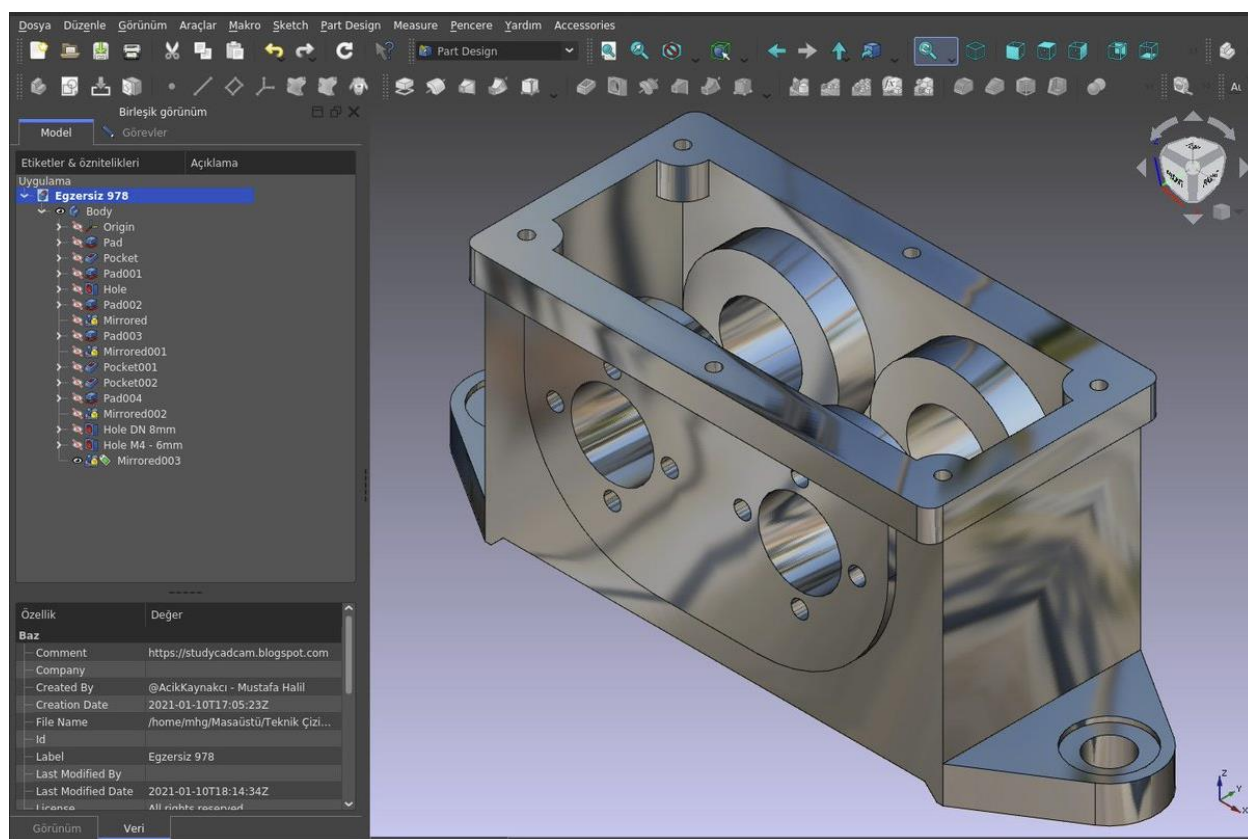 Dosya Düzenle Görünüm Araçlar Makro Sketch Part Design Measure Pencere Yardım Accessories
Part Design
Birleşik görünüm
Model Görevler
Etiketler & öznitelikleri Açıklama
Uygulama
Egzersiz 978
Body
Origin
Pad
Pocket
Pad001
Hole
Pad002
Mirrored
Pad003
Mirrored001
Pocket001
Pocket002
Pad004
Mirrored002
Hole DN 8mm
Hole M4 - 6mm
Mirrored003
Özellik Değer
Baz
Comment https://studycadcam.blogspot.com
Company
Created By @AcikKaynakcı - Mustafa Halil
Creation Date 2021-01-10T17:05:23Z
File Name /home/mhg/Masaüstü/Teknik Çizi...
Id
Label Egzersiz 978
Last Modified By
Last Modified Date 2021-01-10T18:14:34Z
License All rights reserved
Görünüm Veri
Z
Y
X